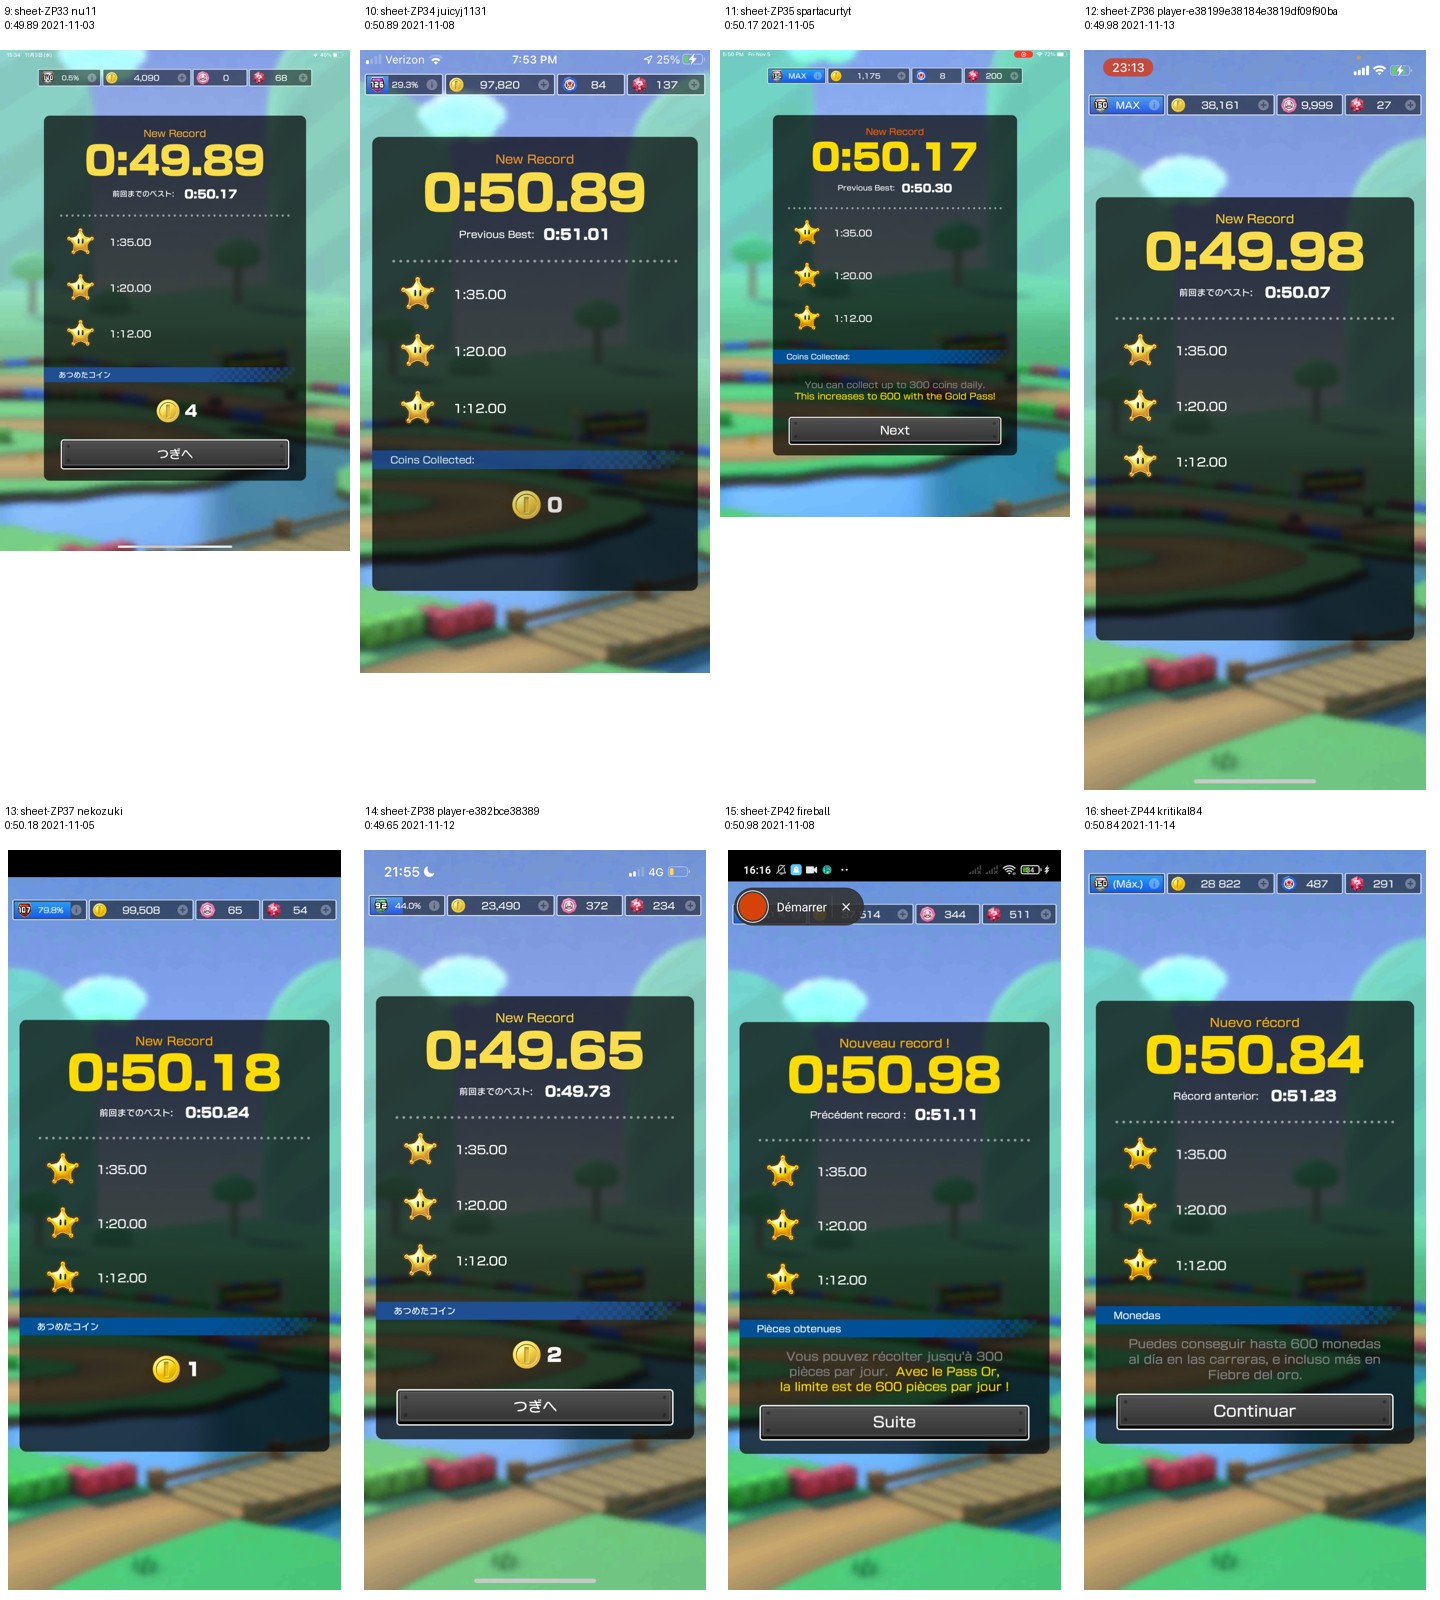 9: sheet-ZP33 nu11
0:49.89 2021-11-03
40%
0.5%
4,090
0
68
New Record
0:49.89
前回までのベスト: 0:50.17
1:35.00
1:20.00
1:12.00
あつめたコイン
4
つぎへ
10: sheet-ZP34 juicyj1131
0:50.89 2021-11-08
Verizon 7:53 PM 25%
126 29.3%
97,820
84
137
New Record
0:50.89
Previous Best: 0:51.01
1:35.00
1:20.00
1:12.00
Coins Collected:
0
11: sheet-ZP35 spartacurtyt
0:50.17 2021-11-05
5:50 PM Fri Nov 5 72%
MAX
1,175
8
200
New Record
0:50.17
Previous Best: 0:50.30
1:35.00
1:20.00
1:12.00
Coins Collected:
You can collect up to 300 coins daily.
This increases to 600 with the Gold Pass!
Next
12: sheet-ZP36 player-e38199e38184e3819df09f90ba
0:49.98 2021-11-13
23:13
150 MAX
38,161
9,999
27
New Record
0:49.98
前回までのベスト: 0:50.07
1:35.00
1:20.00
1:12.00
13: sheet-ZP37 nekozuki
0:50.18 2021-11-05
107 79.8%
99,508
65
54
New Record
0:50.18
前回までのベスト: 0:50.24
1:35.00
1:20.00
1:12.00
あつめたコイン
1
14: sheet-ZP38 player-e382bce38389
0:49.65 2021-11-12
21:55 4G
92 44.0%
23,490
372
234
New Record
0:49.65
前回までのベスト: 0:49.73
1:35.00
1:20.00
1:12.00
あつめたコイン
2
つぎへ
15: sheet-ZP42 fireball
0:50.98 2021-11-08
16:16
Démarrer ×
514
344
511
Nouveau record !
0:50.98
Précédent record : 0:51.11
1:35.00
1:20.00
1:12.00
Pièces obtenues
Vous pouvez récolter jusqu'à 300
pièces par jour. Avec le Pass Or,
la limite est de 600 pièces par jour !
Suite
16: sheet-ZP44 kritikal84
0:50.84 2021-11-14
150 (Máx.)
28 822
487
291
Nuevo récord
0:50.84
Récord anterior: 0:51.23
1:35.00
1:20.00
1:12.00
Monedas
Puedes conseguir hasta 600 monedas
al día en las carreras, e incluso más en
Fiebre del oro.
Continuar